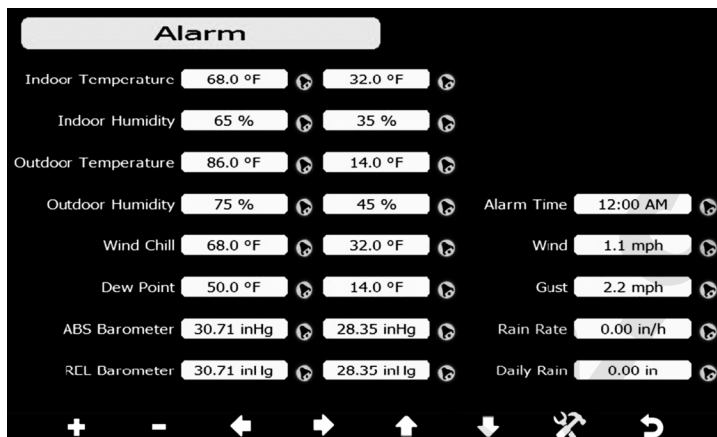 Alarm
Indoor Temperature 68.0 °F 32.0 °F
Indoor Humidity 65 % 35 %
Outdoor Temperature 86.0 °F 14.0 °F
Outdoor Humidity 75 % 45 % Alarm Time 12:00 AM
Wind Chill 68.0 °F 32.0 °F Wind 1.1 mph
Dew Point 50.0 °F 14.0 °F Gust 2.2 mph
ABS Barometer 30.71 inHg 28.35 inHg Rain Rate 0.00 in/h
REL Barometer 30.71 inHg 28.35 inHg Daily Rain 0.00 in